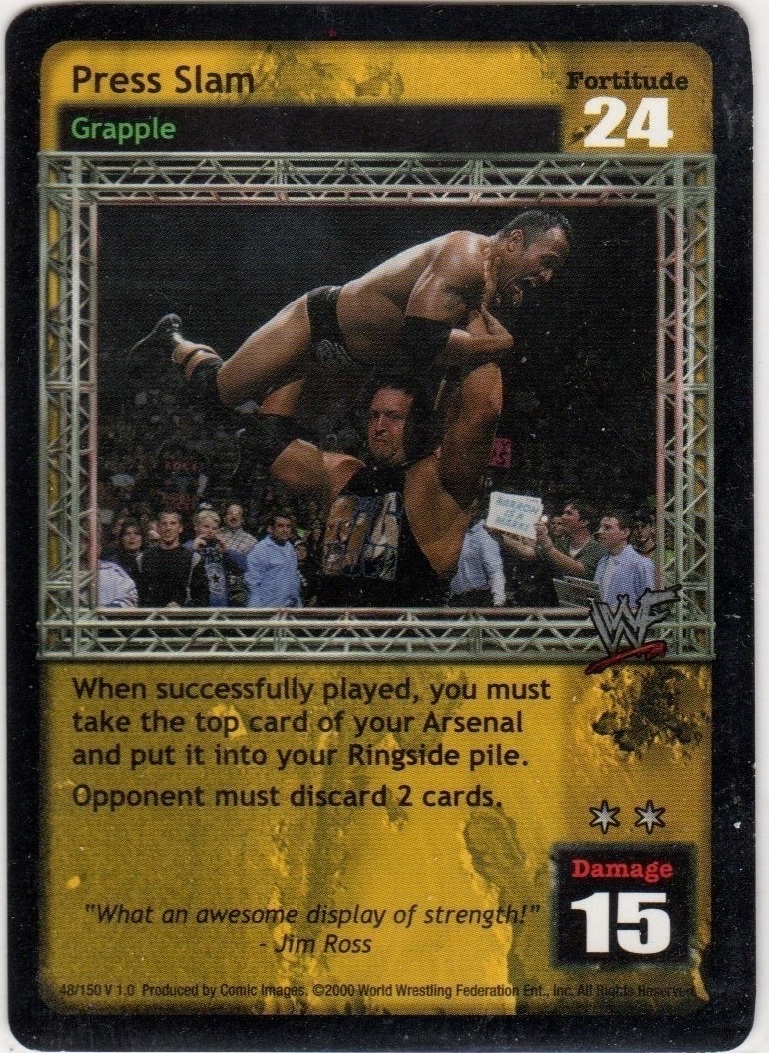 Press Slam
Fortitude
24
Grapple
WF
When successfully played, you must
take the top card of your Arsenal
and put it into your Ringside pile.
Opponent must discard 2 cards.
Damage
15
"What an awesome display of strength!"
- Jim Ross
48/150 V 1.0 Produced by Comic Images. ©2000 World Wrestling Federation Ent., Inc. All Rights Reserved.